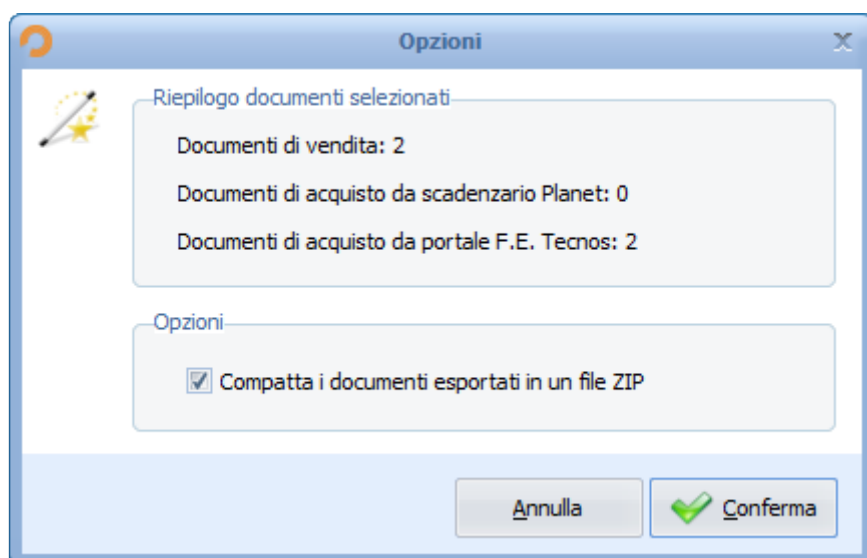 Opzioni
Riepilogo documenti selezionati
Documenti di vendita: 2
Documenti di acquisto da scadenzario Planet: 0
Documenti di acquisto da portale F.E. Tecnos: 2
Opzioni
Compatta i documenti esportati in un file ZIP
Annulla
Conferma